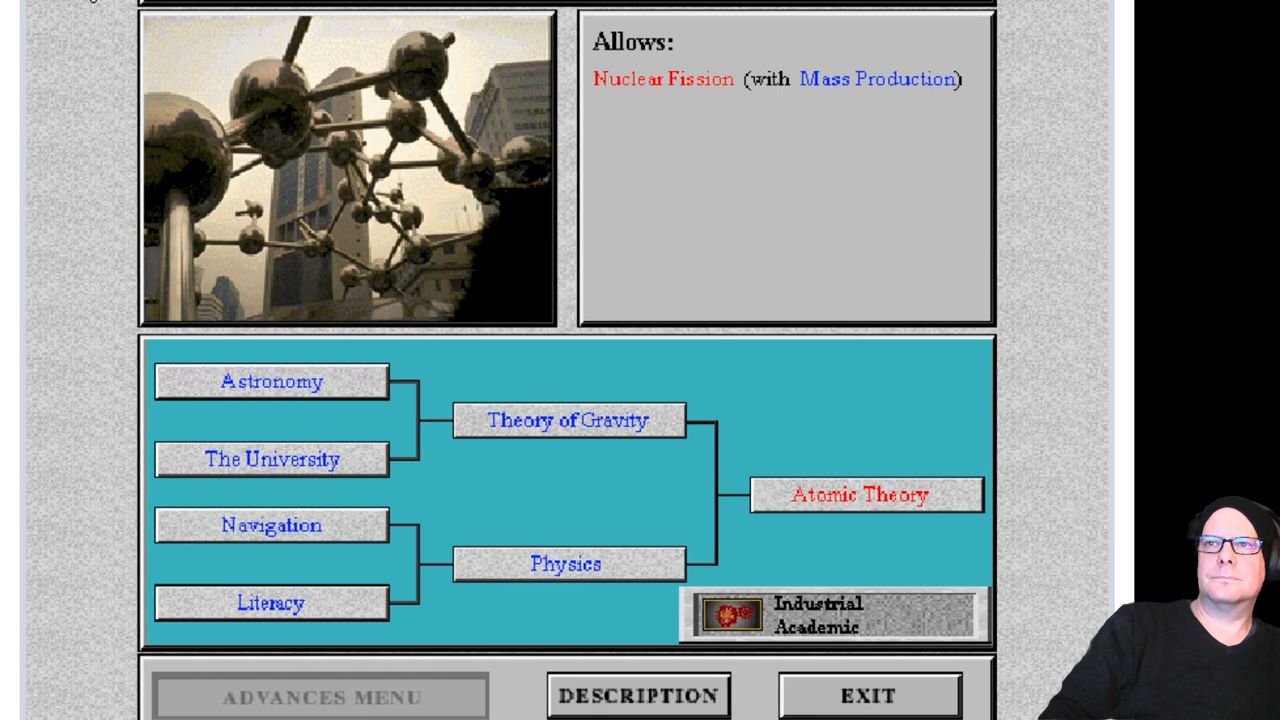 Allows:
Nuclear Fission (with Mass Production)
Astronomy
Theory of Gravity
The University
Atomic Theory
Navigation
Physics
Literacy
Industrial
Academic
ADVANCES MENU
DESCRIPTION
EXIT